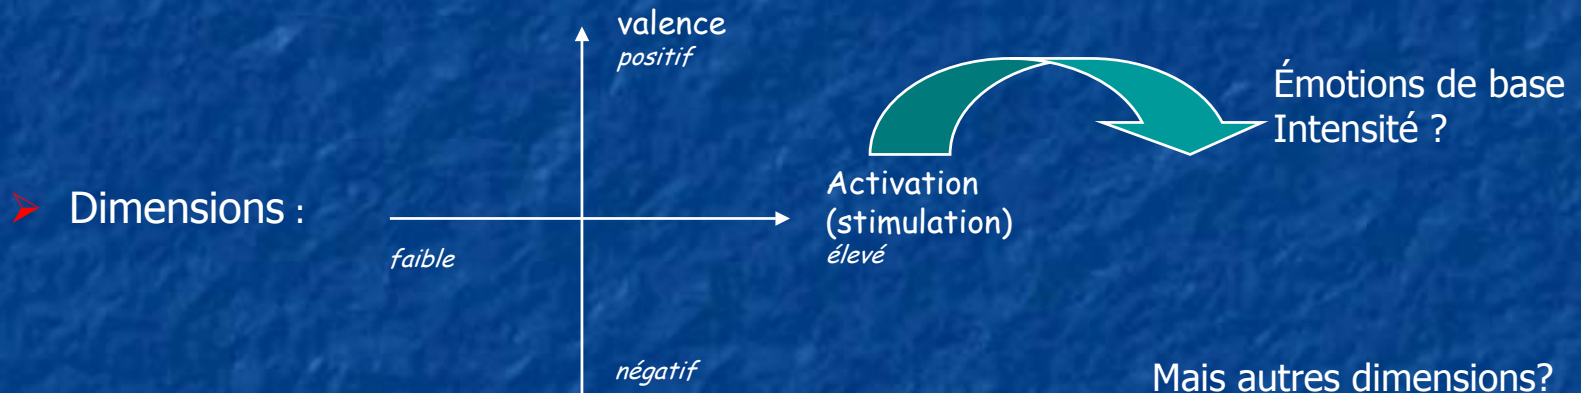 valence
positif
Émotions de base
Intensité ?
Activation
(stimulation)
élevé
Dimensions :
faible
négatif
Mais autres dimensions?